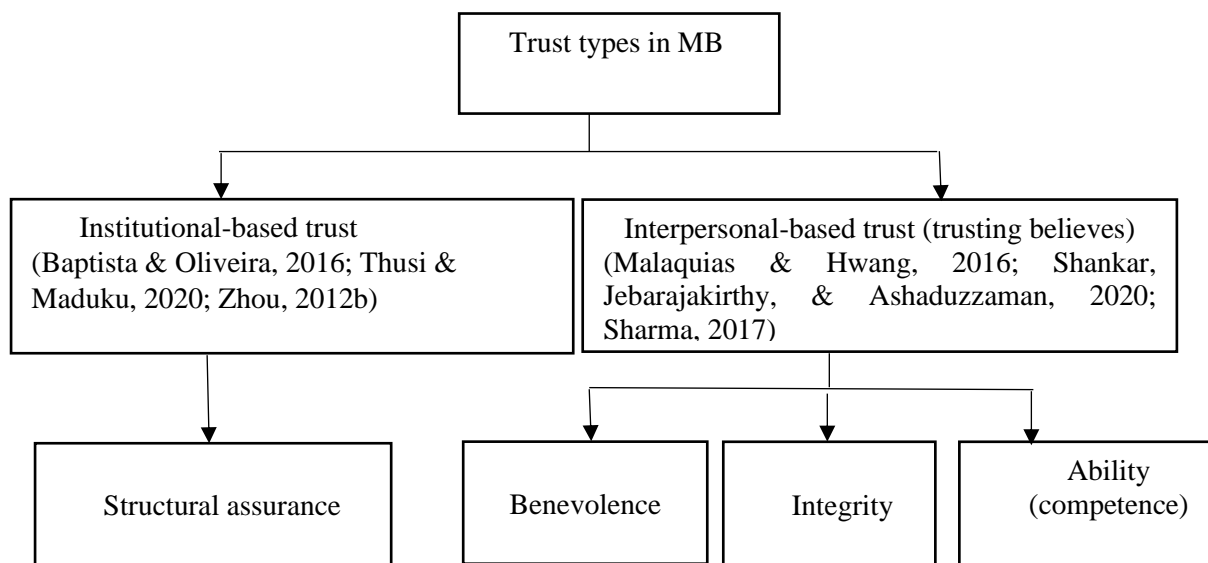 Trust types in MB
Institutional-based trust
(Baptista & Oliveira, 2016; Thusi &
Maduku, 2020; Zhou, 2012b)
Interpersonal-based trust (trusting believes)
(Malaquias & Hwang, 2016; Shankar,
Jebarajakirthy, & Ashaduzzaman, 2020;
Sharma, 2017)
Structural assurance
Benevolence
Integrity
Ability
(competence)